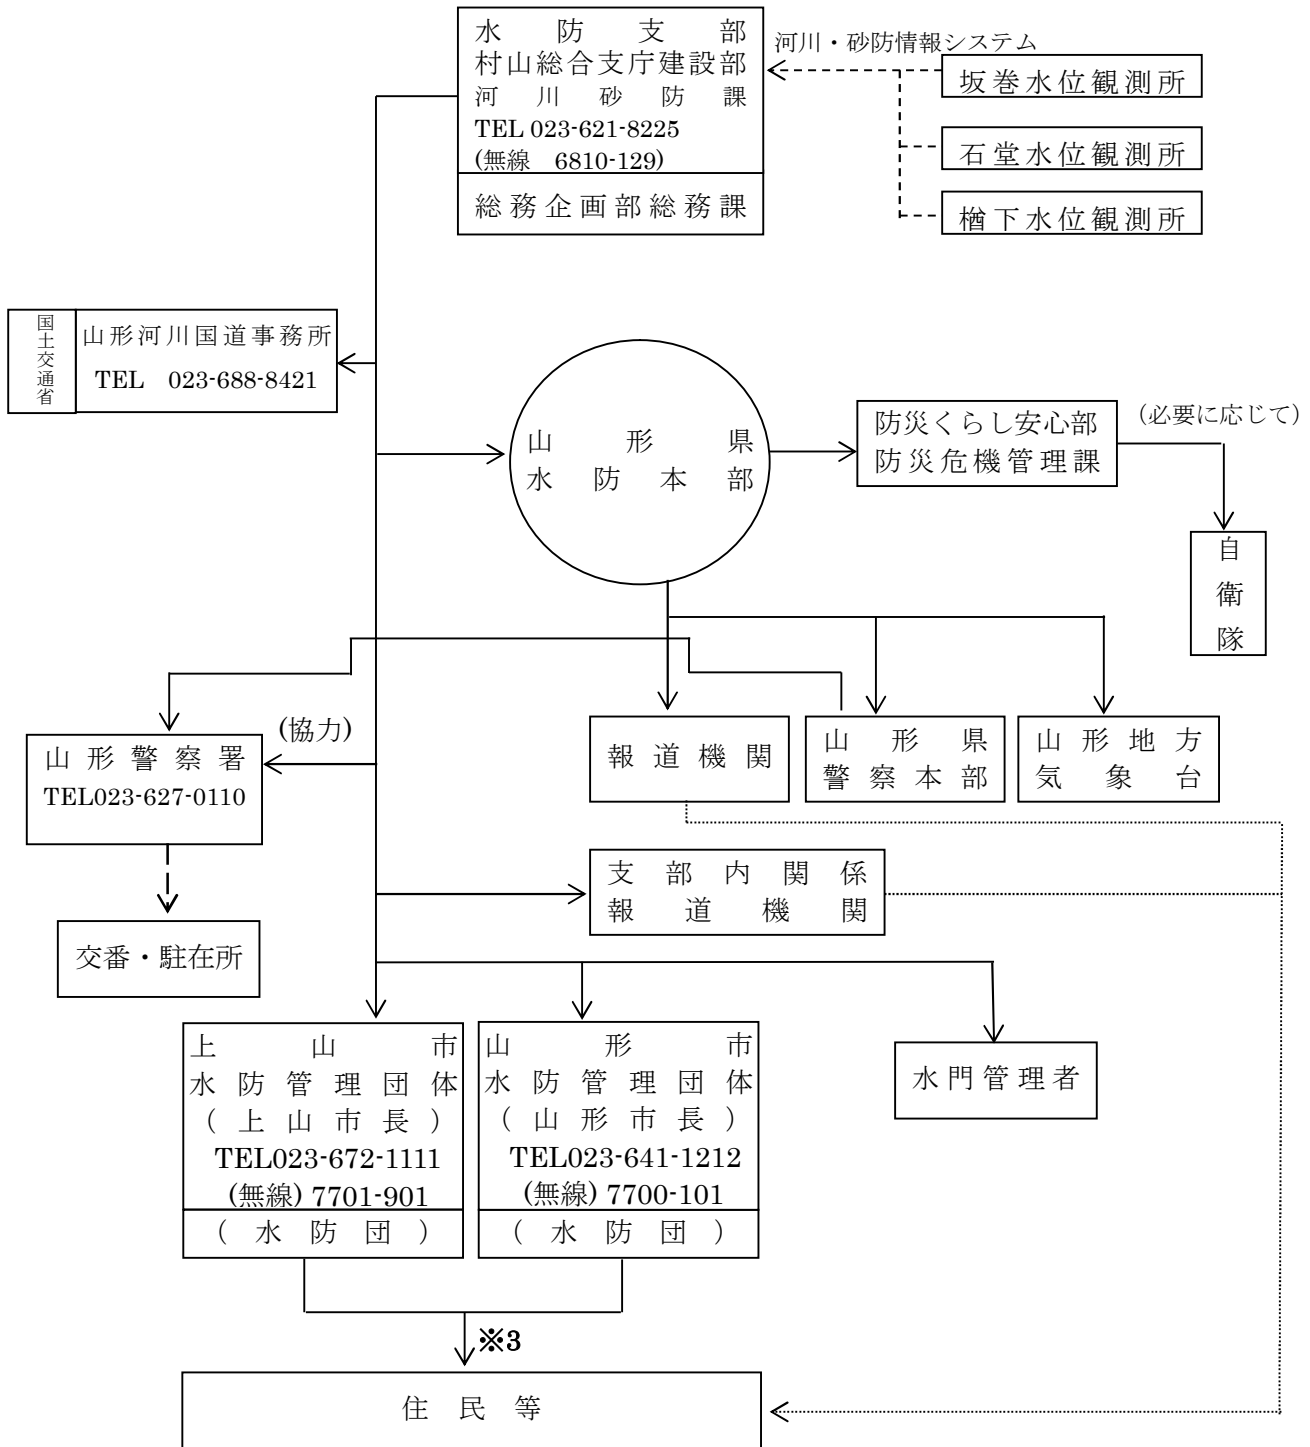 水防支部
村山総合支庁建設部
河川砂防課
TEL 023-621-8225
(無線　6810-129)
総務企画部総務課
河川・砂防情報システム
坂巻水位観測所
石堂水位観測所
楢下水位観測所
国土交通省
山形河川国道事務所
TEL　023-688-8421
山形県
水防本部
防災くらし安心部
防災危機管理課
（必要に応じて）
自衛隊
山形警察署
TEL023-627-0110
(協力)
報道機関
山形県
警察本部
山形地方
気象台
交番・駐在所
支部内関係
報道機関
上山市
水防管理団体
（上山市長）
TEL023-672-1111
(無線) 7701-901
（水防団）
山形市
水防管理団体
（山形市長）
TEL023-641-1212
(無線) 7700-101
（水防団）
水門管理者
※3
住民等